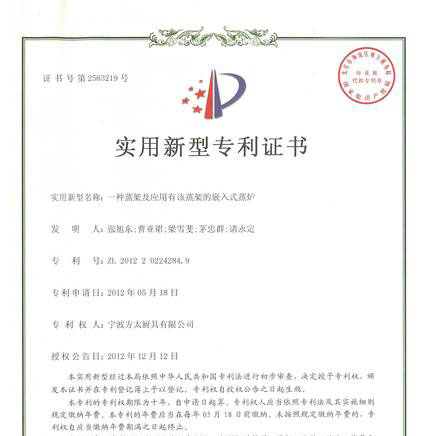 证书号第2563219号
实用新型专利证书
实用新型名称：一种蒸架及应用有该蒸架的嵌入式蒸炉
发明人：张旭东;曹亚裙;梁雪斐;茅忠群;诸永定
专利号：ZL 2012 2 0224284.9
专利申请日：2012年05月18日
专利权人：宁波方太厨具有限公司
授权公告日：2012年12月12日
本实用新型经过本局依照中华人民共和国专利法进行初步审查，决定授予专利权，颁
发本证书并在专利登记簿上予以登记。专利权自授权公告之日起生效。
本专利的专利权期限为十年，自申请日起算。专利权人应当依照专利法及其实施细则
规定缴纳年费。本专利的年费应当在每年05月18日前缴纳。未按照规定缴纳年费的，专利
权自应当缴纳年费期满之日起终止。